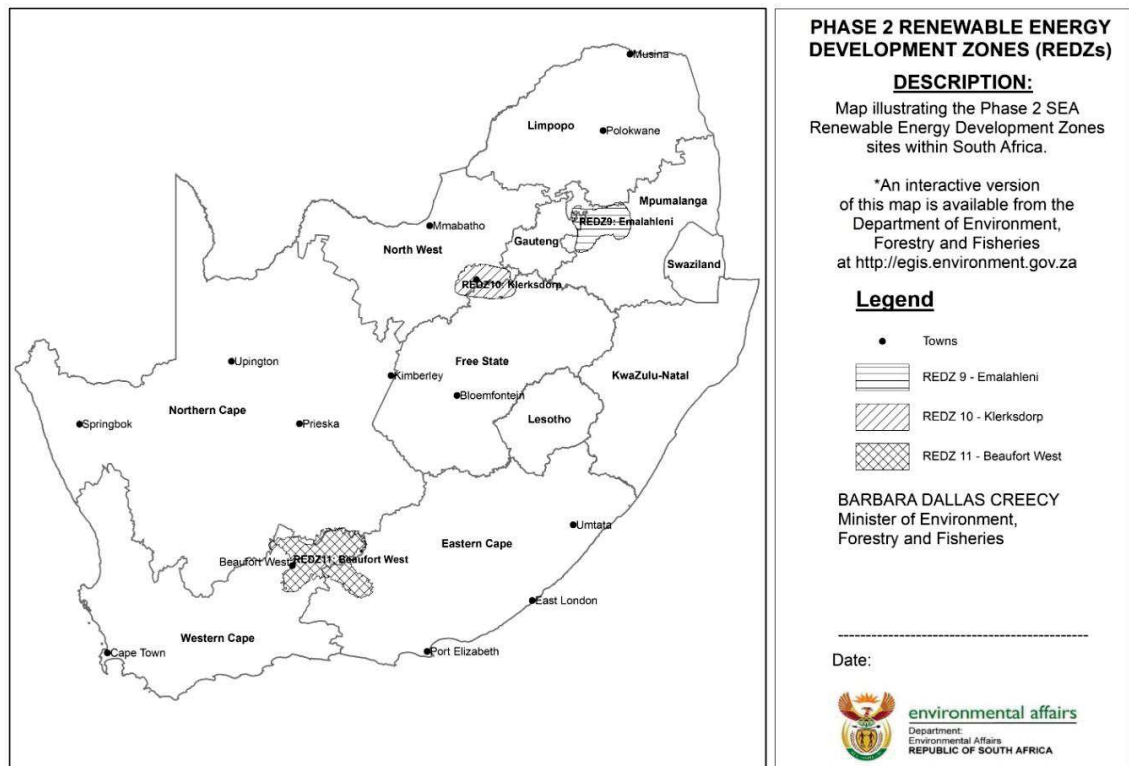 Musina
Limpopo
Polokwane
Mpumalanga
REDZ9: Emalahleni
Mmabatho
Gauteng
North West
Swaziland
REDZ10: Klerksdorp
Upington
Free State
Kimberley
KwaZulu-Natal
Bloemfontein
Northern Cape
Lesotho
Springbok
Prieska
Umtata
Eastern Cape
Beaufort West
REDZ11: Beaufort West
East London
Western Cape
Cape Town
Port Elizabeth
PHASE 2 RENEWABLE ENERGY
DEVELOPMENT ZONES (REDZs)
DESCRIPTION:
Map illustrating the Phase 2 SEA
Renewable Energy Development Zones
sites within South Africa.
*An interactive version
of this map is available from the
Department of Environment,
Forestry and Fisheries
at http://egis.environment.gov.za
Legend
Towns
REDZ 9 - Emalahleni
REDZ 10 - Klerksdorp
REDZ 11 - Beaufort West
BARBARA DALLAS CREECY
Minister of Environment,
Forestry and Fisheries
Date:
environmental affairs
Department:
Environmental Affairs
REPUBLIC OF SOUTH AFRICA